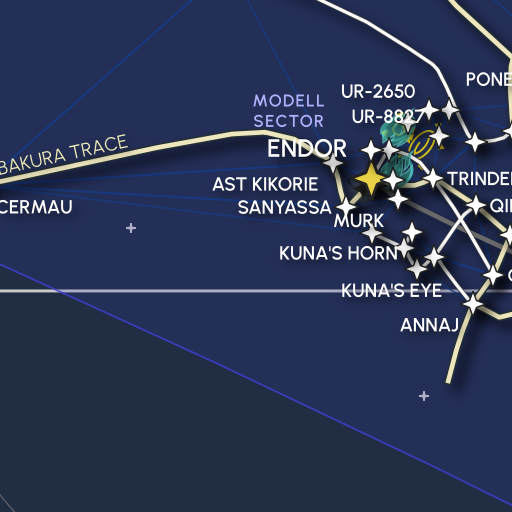 PONE
UR-2650
MODELL
SECTOR
UR-882
BAKURA TRACE
ENDOR
TRINDE
AST KIKORIE
CERMAU
SANYASSA
QI
MURK
KUNA'S HORN
KUNA'S EYE
ANNAJ